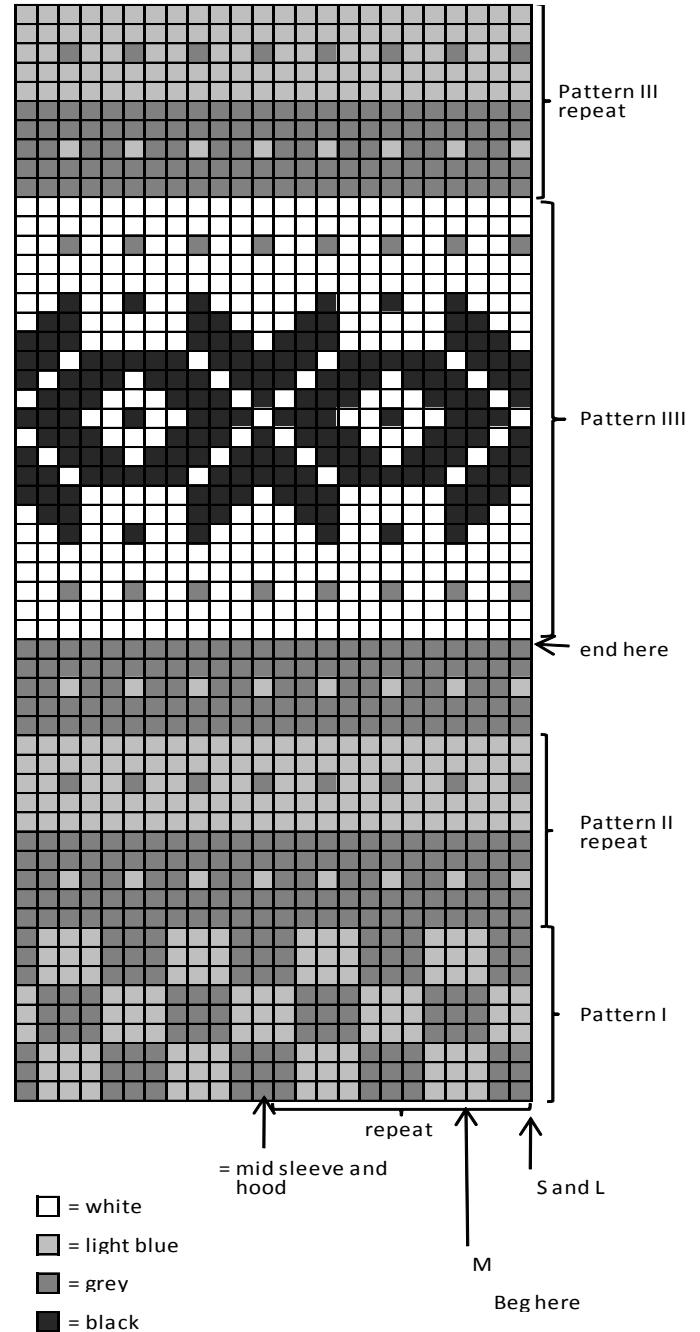 Pattern III
repeat
Pattern IIII
end here
Pattern II
repeat
Pattern I
repeat
= mid sleeve and
hood
S and L
M
Beg here
= white
= light blue
= grey
= black